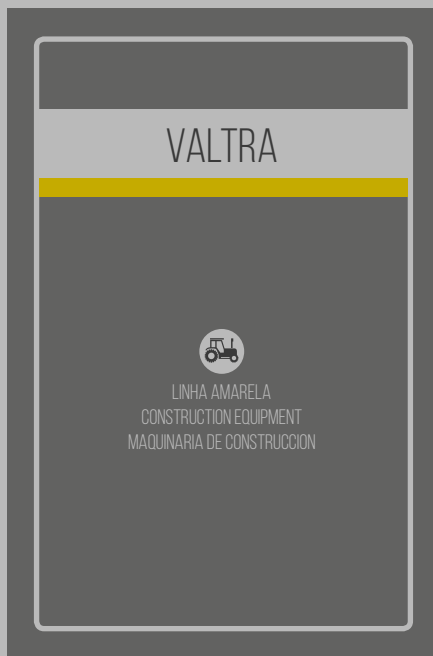 VALTRA
LINHA AMARELA
CONSTRUCTION EQUIPMENT
MAQUINARIA DE CONSTRUCCION